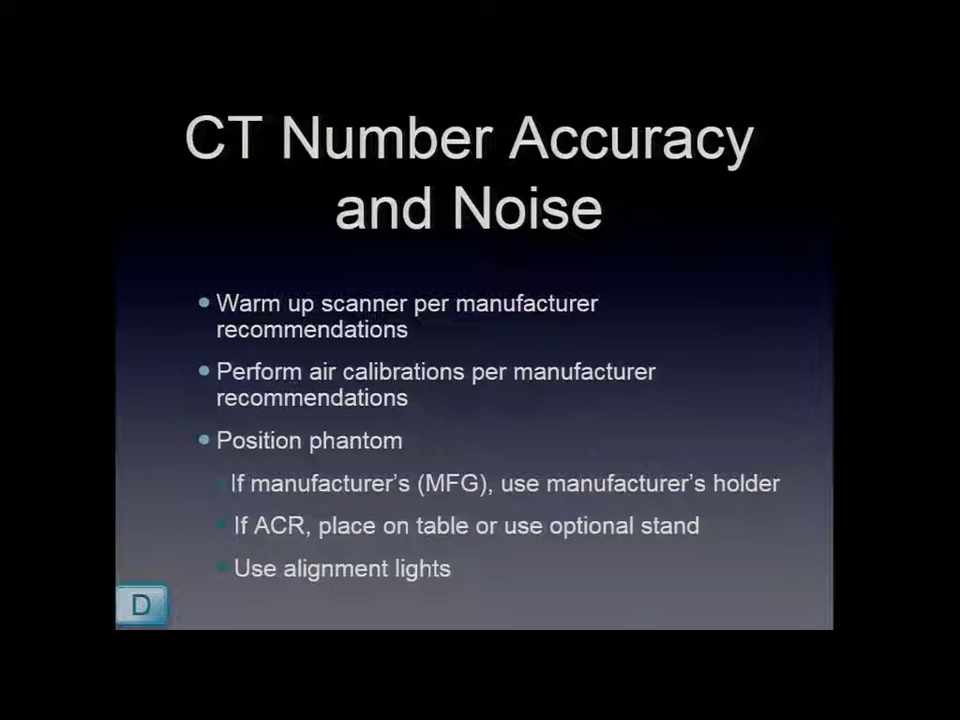 CT Number Accuracy
and Noise
Warm up scanner per manufacturer
recommendations
Perform air calibrations per manufacturer
recommendations
Position phantom
If manufacturer's (MFG), use manufacturer's holder
If ACR, place on table or use optional stand
Use alignment lights
D